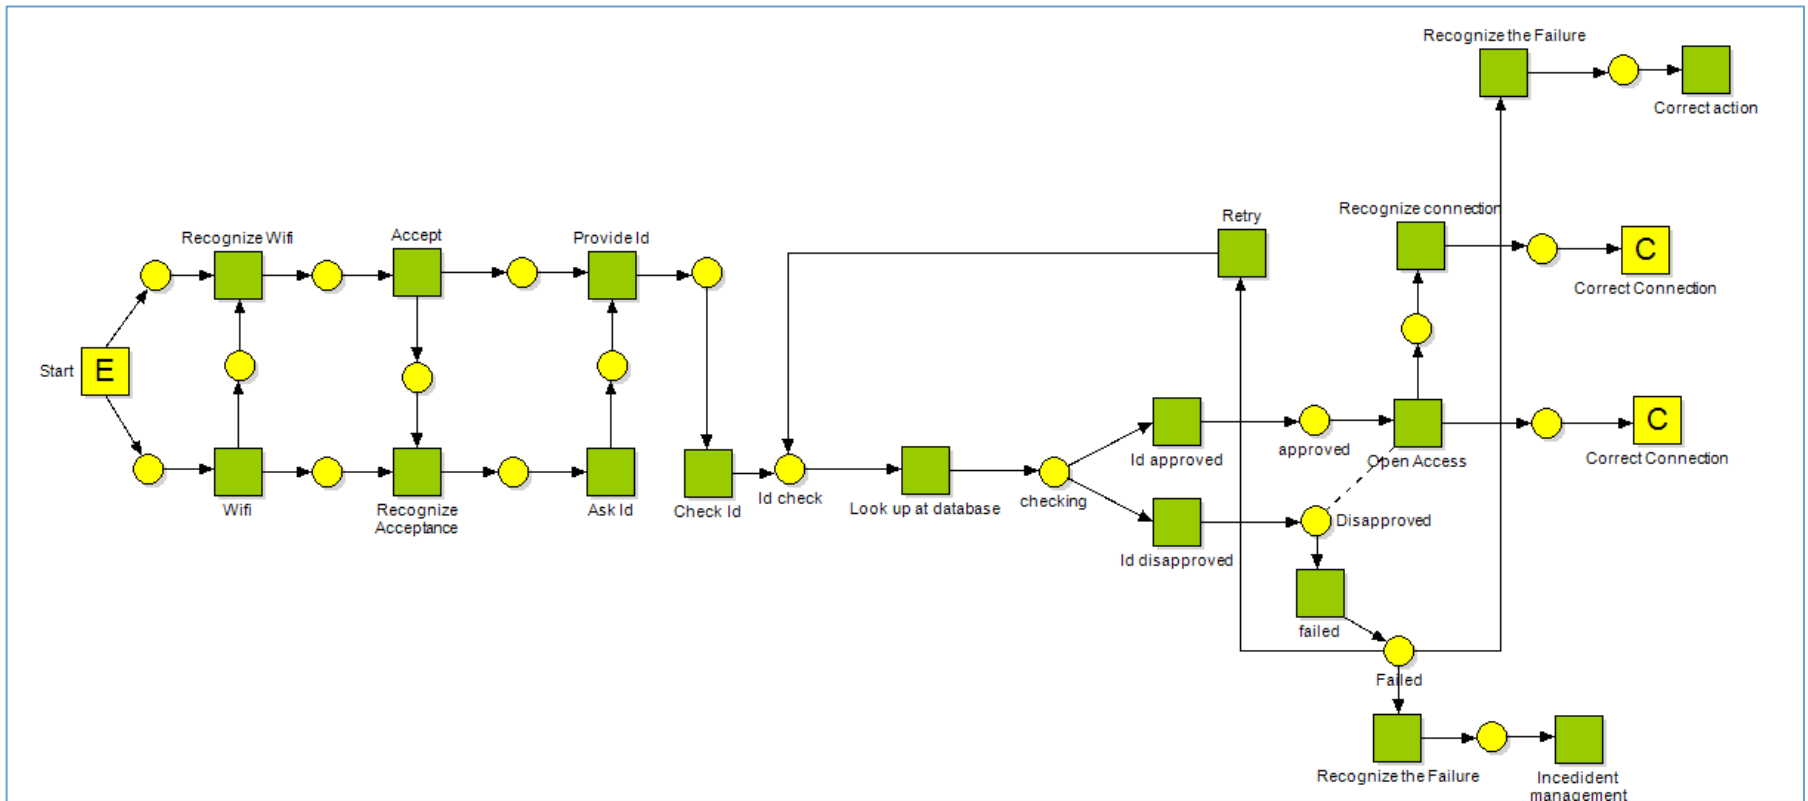 Recognize the Failure
Correct action
Retry
Recognize connection
C
Correct Connection
Recognize Wifi
Accept
Provide Id
Start
E
C
Correct Connection
Id approved
approved
Open Access
Wifi
Recognize
Acceptance
Ask Id
Check Id
Id check
Look up at database
checking
Id disapproved
Disapproved
failed
Failed
Recognize the Failure
Incedident
management